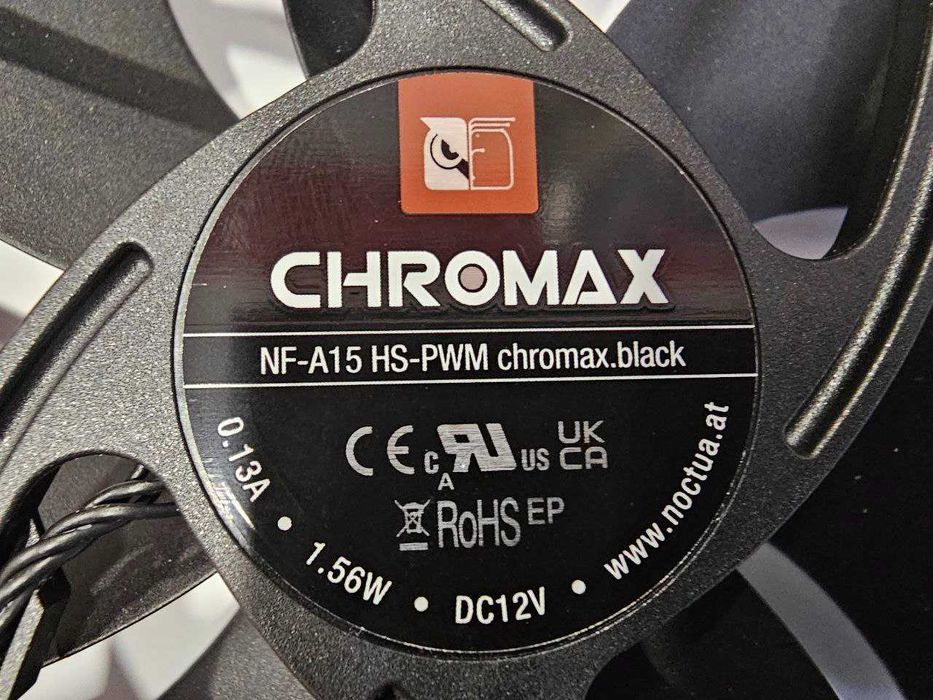 CHROMAX
NF-A15 HS-PWM chromax.black
CE c RU US UK
CA
A
RoHS EP
0.13A • 1.56W • DC12V • www.noctua.at